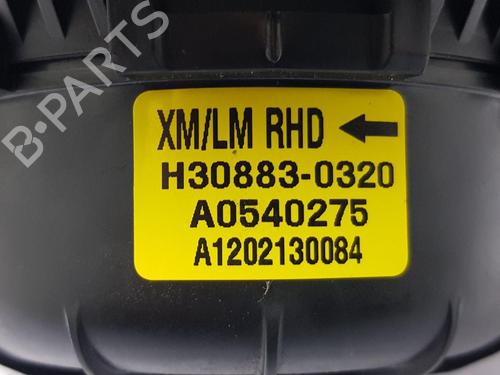 B-PARTS
XM/LM RHD ←
H30883-0320
A0540275
A1202130084